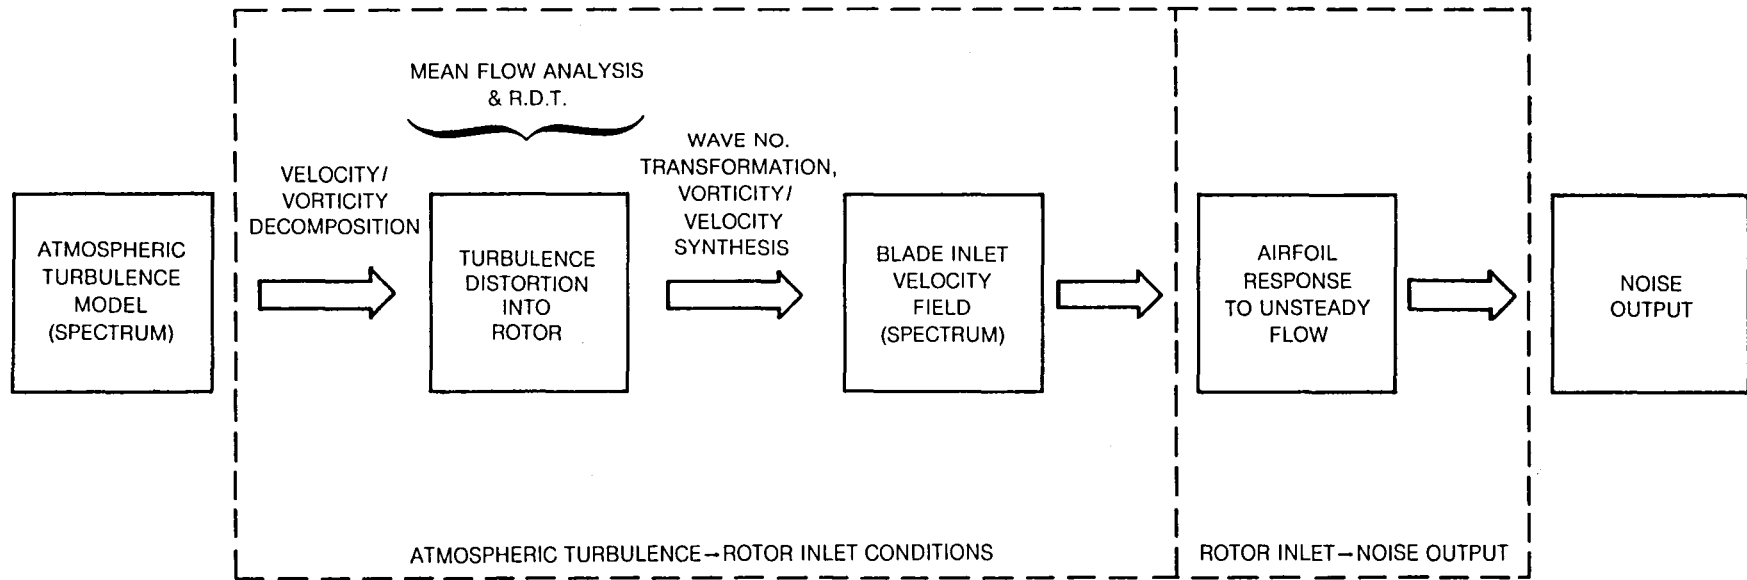 MEAN FLOW ANALYSIS
& R.D.T.
ATMOSPHERIC
TURBULENCE
MODEL
(SPECTRUM)
VELOCITY/
VORTICITY
DECOMPOSITION
TURBULENCE
DISTORTION
INTO
ROTOR
WAVE NO.
TRANSFORMATION,
VORTICITY/
VELOCITY
SYNTHESIS
BLADE INLET
VELOCITY
FIELD
(SPECTRUM)
AIRFOIL
RESPONSE
TO UNSTEADY
FLOW
NOISE
OUTPUT
ATMOSPHERIC TURBULENCE→ROTOR INLET CONDITIONS
ROTOR INLET→NOISE OUTPUT